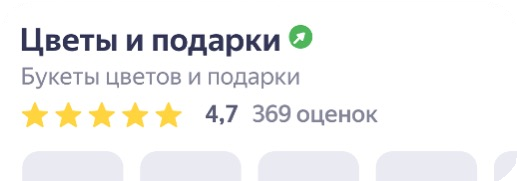 Цветы и подарки
Букеты цветов и подарки
4,7 369 оценок